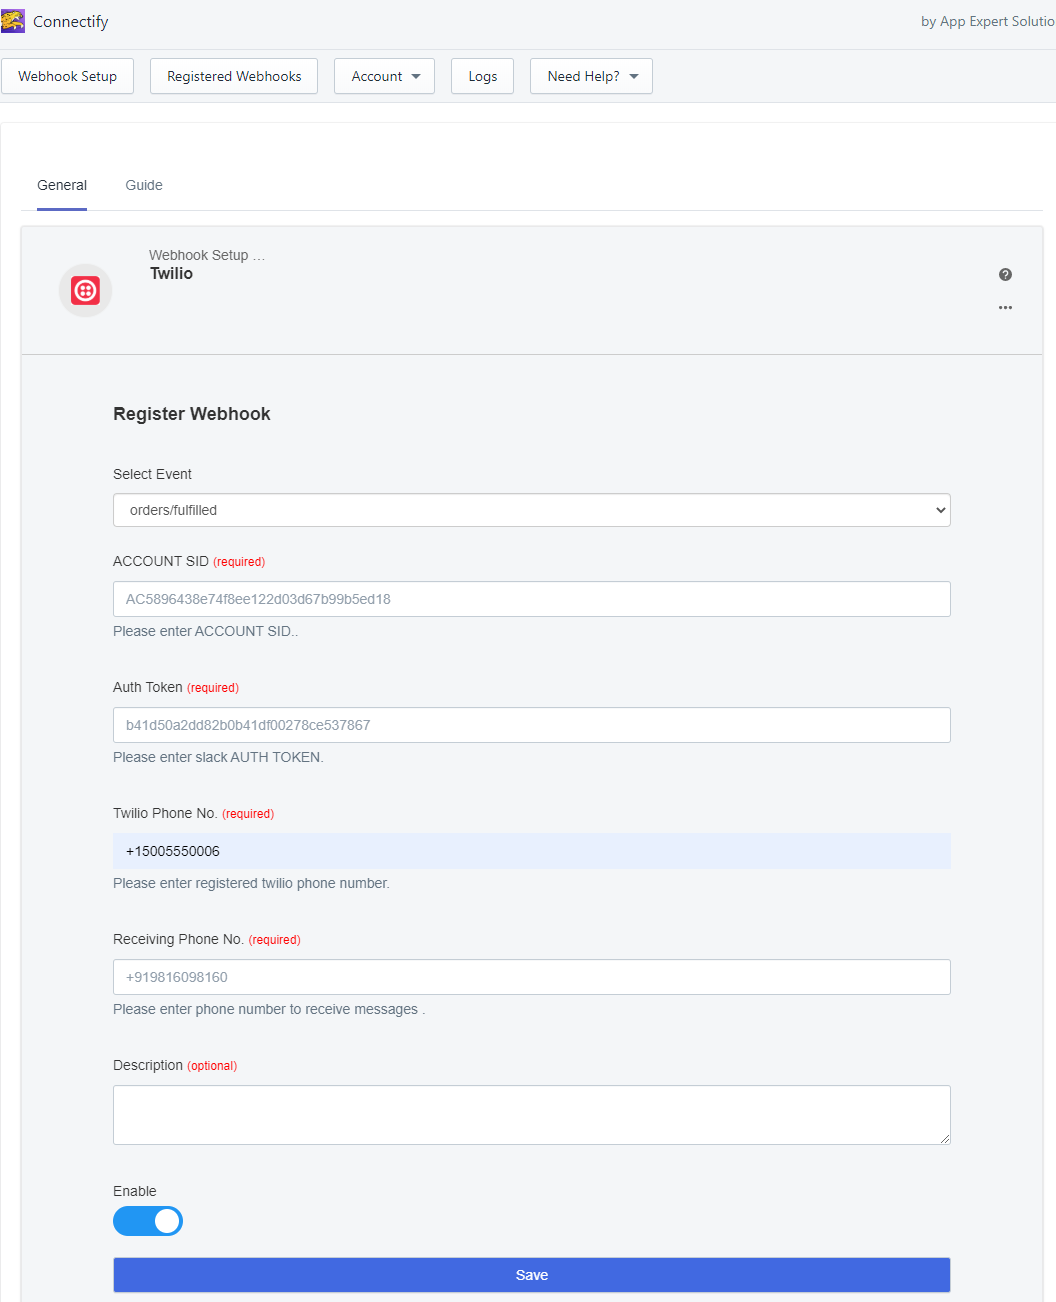 Connectify
by App Expert Solutio
Webhook Setup
Registered Webhooks
Account
Logs
Need Help?
General
Guide
Webhook Setup ...
Twilio
Register Webhook
Select Event
orders/fulfilled
ACCOUNT SID (required)
AC5896438e74f8ee122d03d67b99b5ed18
Please enter ACCOUNT SID..
Auth Token (required)
b41d50a2dd82b0b41df00278ce537867
Please enter slack AUTH TOKEN.
Twilio Phone No. (required)
+15005550006
Please enter registered twilio phone number.
Receiving Phone No. (required)
+919816098160
Please enter phone number to receive messages .
Description (optional)
Enable
Save